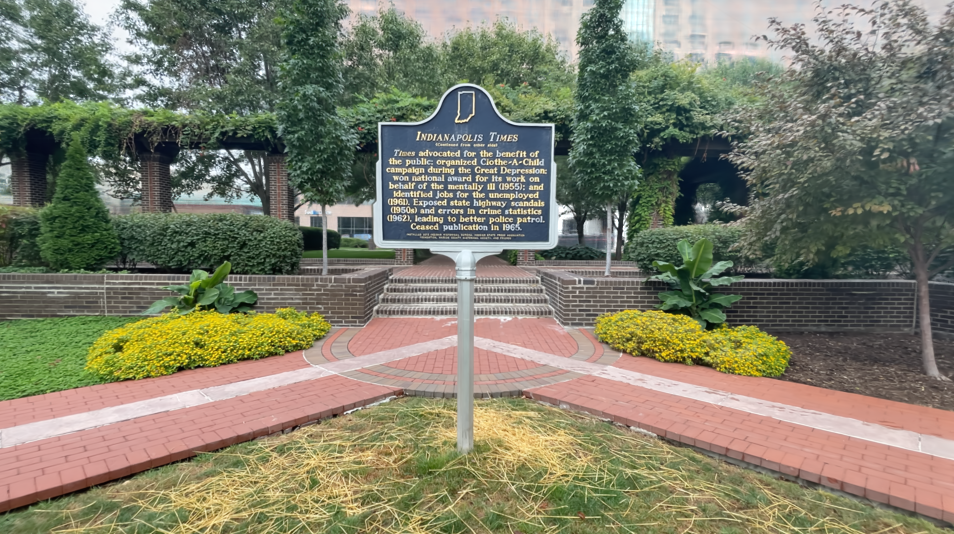 INDIANAPOLIS TIMES
(Continued from other side)
Times advocated for the benefit of
the public: organized Clothe-A-Child
campaign during the Great Depression;
won national award for its work on
behalf of the mentally ill (1955); and
identified jobs for the unemployed
(1961). Exposed state highway scandals
(1950s) and errors in crime statistics
(1962), leading to better police patrol.
Ceased publication in 1965.